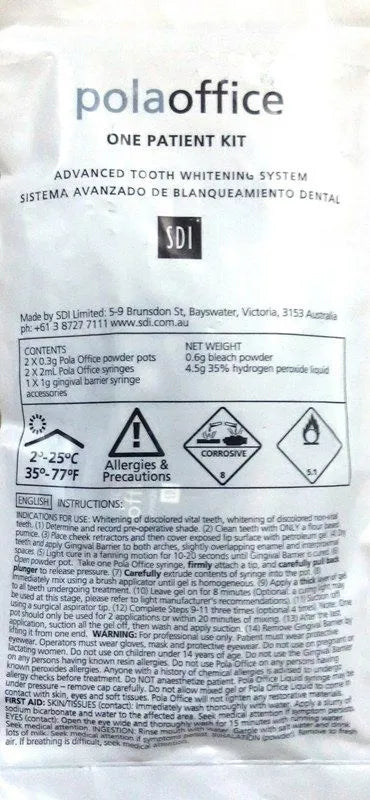 polaoffice
ONE PATIENT KIT
ADVANCED TOOTH WHITENING SYSTEM
SISTEMA AVANZADO DE BLANQUEAMIENTO DENTAL
SDI
Made by SDI Limited: 5-9 Brunsdon St, Bayswater, Victoria, 3153 Australia
ph: +61 3 8727 7111 www.sdi.com.au
CONTENTS
2 X 0.3g Pola Office powder pots
2 X 2mL Pola Office syringes
1 X 1g gingival barrier syringe
accessories
NET WEIGHT
0.6g bleach powder
4.5g 35% hydrogen peroxide liquid
2º-25ºC
35º-77ºF
Allergies &
Precautions
CORROSIVE
8
5.1
ENGLISH INSTRUCTIONS:
INDICATIONS FOR USE: Whitening of discolored vital teeth, whitening of discolored non-vital
teeth. (1) Determine and record pre-operative shade. (2) Clean teeth with ONLY a flour based
pumice. (3) Place cheek retractors and then cover exposed lip surface with petroleum gel. (4) Dry
teeth and apply Gingival Barrier to both arches, slightly overlapping enamel and interproximal
spaces. (5) Light cure in a fanning motion for 10-20 seconds until Gingival Barrier is cured. (6)
Open powder pot. Take one Pola Office syringe, firmly attach a tip, and carefully pull back
plunger to release pressure. (7) Carefully extrude contents of syringe into the pot. (8)
Immediately mix using a brush applicator until gel is homogeneous. (9) Apply a thick layer of gel
to all teeth undergoing treatment. (10) Leave gel on for 8 minutes (Optional: a curing light
be used at this stage, please refer to light manufacturer's recommendations). (11) Suction off
using a surgical aspirator tip. (12) Complete Steps 9-11 three times (optional 4 times). Note: One
pot should only be used for 2 applications or within 20 minutes of mixing. (13) After the
application, suction all the gel off, then wash and apply suction. (14) Remove Gingival Barrier by
lifting it from one end. WARNING: For professional use only. Patient must wear protective
eyewear. Operators must wear gloves, mask and protective eyewear. Do not use on pregnant or
lactating women. Do not use on children under 14 years of age. Do not use the Gingival Barrier
on any persons having known resin allergies. Do not use Pola Office on any persons having
known peroxide allergies. Anyone with a history of chemical allergies is advised to undergo
allergy checks before treatment. Do NOT anaesthetize patient. Pola Office Liquid syringe may be
under pressure – remove cap carefully. Do not allow mixed gel or Pola Office Liquid to come in
contact with skin, eyes and soft tissues. Pola Office will not lighten any restorative materials.
FIRST AID: SKIN/TISSUES (contact): Immediately wash thoroughly with water. Apply a slurry of
sodium bicarbonate and water to the affected area. Seek medical attention if symptoms persist.
EYES (contact): Open the eye wide and thoroughly wash for 15 minutes with running water.
Seek medical attention. INGESTION: Rinse mouth with water. Gargle with salt water and drink
lots of milk. Seek medical attention if symptoms persist. INHALATION (powder): Remove to fresh
air. If breathing is difficult, seek medical attention.